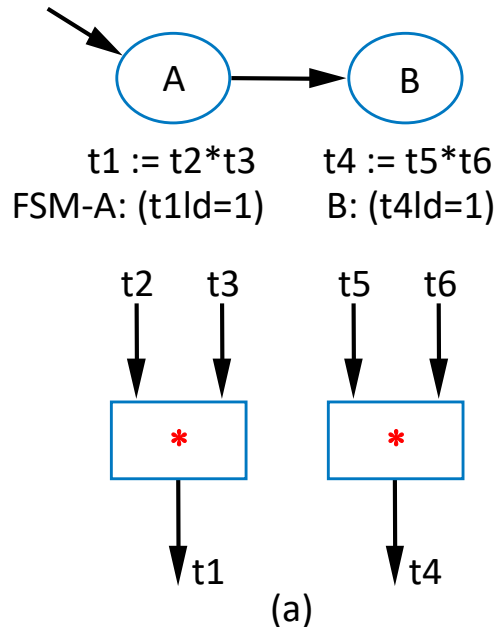 A B
t1 := t2*t3 t4 := t5*t6
FSM-A: (t1ld=1) B: (t4ld=1)
t2 t3 t5 t6
* *
t1 t4
(a)